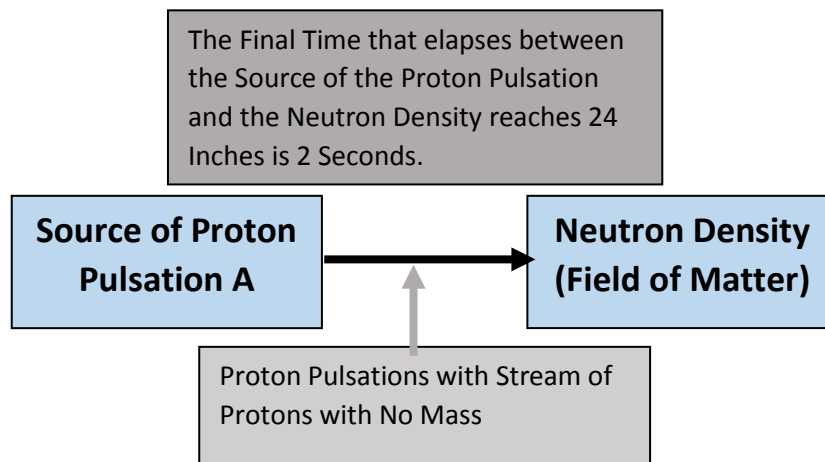 The Final Time that elapses between
the Source of the Proton Pulsation
and the Neutron Density reaches 24
Inches is 2 Seconds.
Source of Proton
Pulsation A
Neutron Density
(Field of Matter)
Proton Pulsations with Stream of
Protons with No Mass